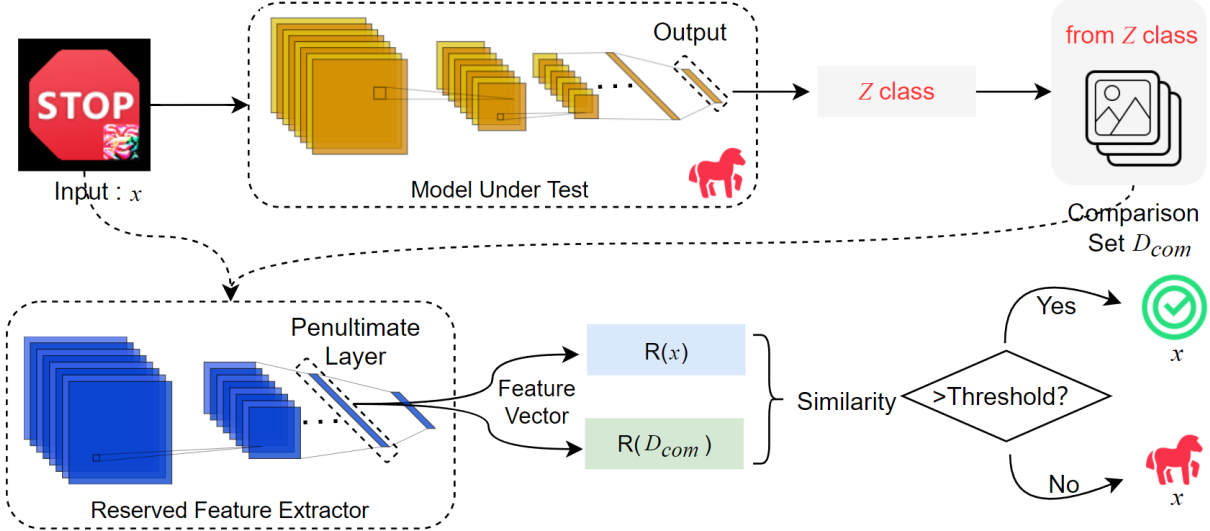 STOP
Input : x
Output
Model Under Test
Z class
from Z class
Comparison
Set D_com
Penultimate
Layer
Reserved Feature Extractor
Feature
Vector
R(x)
R(D_com)
Similarity
>Threshold?
Yes
x
No
x